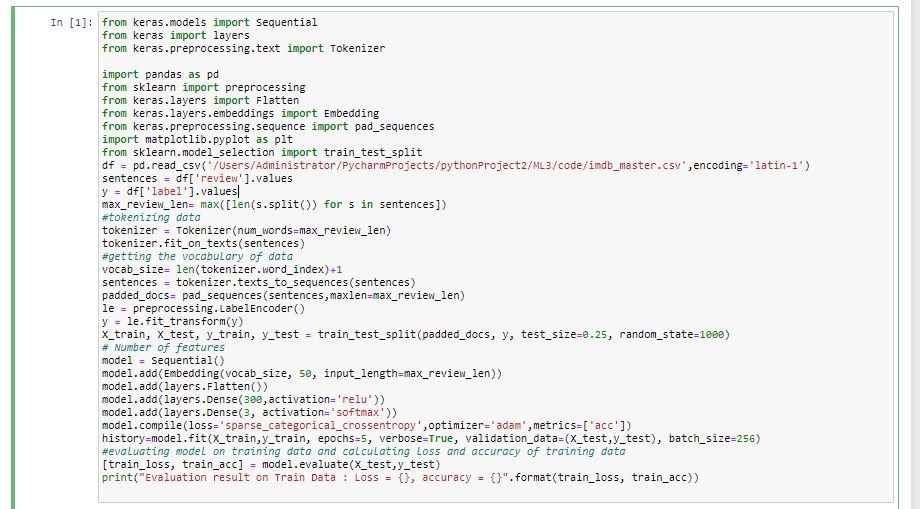 In [1]: from keras.models import Sequential
from keras import layers
from keras.preprocessing.text import Tokenizer
import pandas as pd
from sklearn import preprocessing
from keras.layers import Flatten
from keras.layers.embeddings import Embedding
from keras.preprocessing.sequence import pad_sequences
import matplotlib.pyplot as plt
from sklearn.model_selection import train_test_split
df = pd.read_csv('/Users/Administrator/PycharmProjects/pythonProject2/ML3/code/imdb_master.csv',encoding='latin-1')
sentences = df['review'].values
y = df['label'].values
max_review_len= max([len(s.split()) for s in sentences])
#tokenizing data
tokenizer = Tokenizer(num_words=max_review_len)
tokenizer.fit_on_texts(sentences)
#getting the vocabulary of data
vocab_size= len(tokenizer.word_index)+1
sentences = tokenizer.texts_to_sequences(sentences)
padded_docs= pad_sequences(sentences,maxlen=max_review_len)
le = preprocessing.LabelEncoder()
y = le.fit_transform(y)
X_train, X_test, y_train, y_test = train_test_split(padded_docs, y, test_size=0.25, random_state=1000)
# Number of features
model = Sequential()
model.add(Embedding(vocab_size, 50, input_length=max_review_len))
model.add(layers.Flatten())
model.add(layers.Dense(300,activation='relu'))
model.add(layers.Dense(3, activation='softmax'))
model.compile(loss='sparse_categorical_crossentropy',optimizer='adam',metrics=['acc'])
history=model.fit(X_train,y_train, epochs=5, verbose=True, validation_data=(X_test,y_test), batch_size=256)
#evaluating model on training data and calculating loss and accuracy of training data
[train_loss, train_acc] = model.evaluate(X_test,y_test)
print("Evaluation result on Train Data : Loss = {}, accuracy = {}".format(train_loss, train_acc))